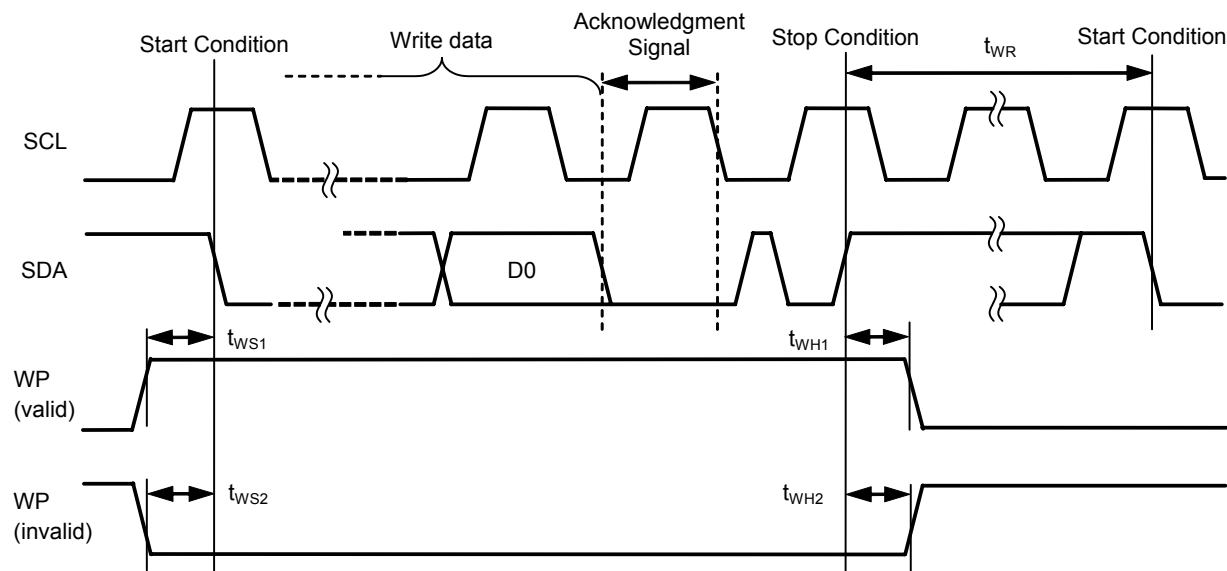 Start Condition
Write data
Acknowledgment
Signal
Stop Condition
tWR
Start Condition
SCL
SDA
D0
tWS1
tWH1
WP
(valid)
tWS2
tWH2
WP
(invalid)